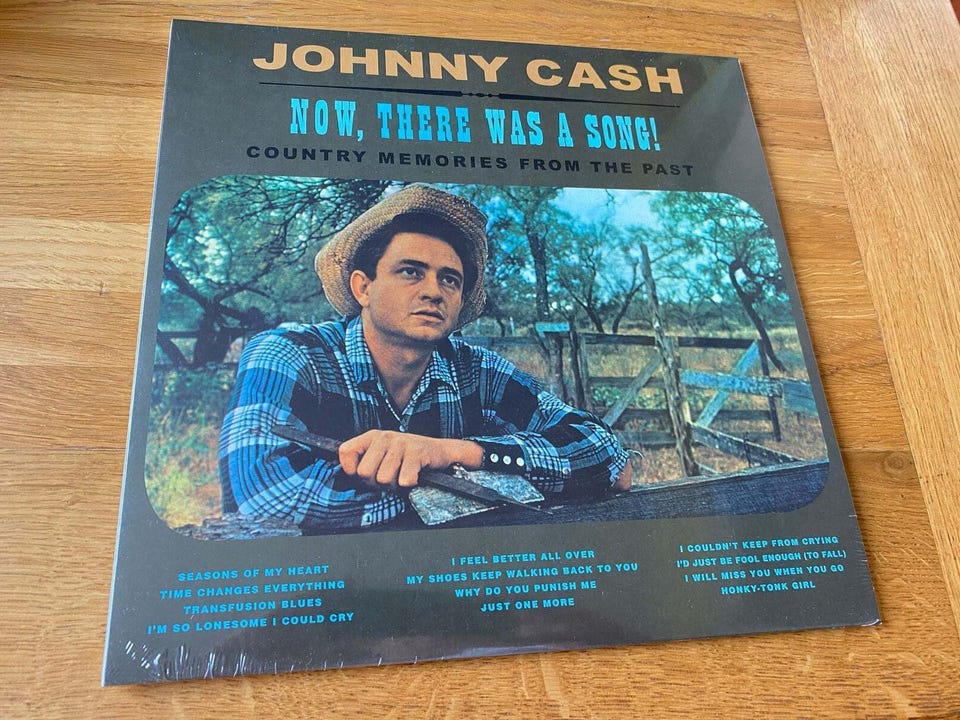 JOHNNY CASH
NOW, THERE WAS A SONG!
COUNTRY MEMORIES FROM THE PAST
SEASONS OF MY HEART
TIME CHANGES EVERYTHING
TRANSFUSION BLUES
I'M SO LONESOME I COULD CRY
I FEEL BETTER ALL OVER
MY SHOES KEEP WALKING BACK TO YOU
WHY DO YOU PUNISH ME
JUST ONE MORE
I COULDN'T KEEP FROM CRYING
I'D JUST BE FOOL ENOUGH (TO FALL)
I WILL MISS YOU WHEN YOU GO
HONKY-TONK GIRL